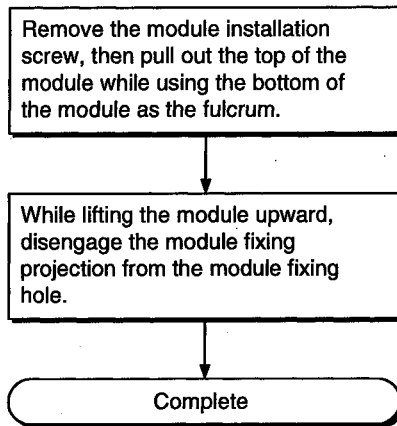 Remove the module installation
screw, then pull out the top of the
module while using the bottom of
the module as the fulcrum.
While lifting the module upward,
disengage the module fixing
projection from the module fixing
hole.
Complete